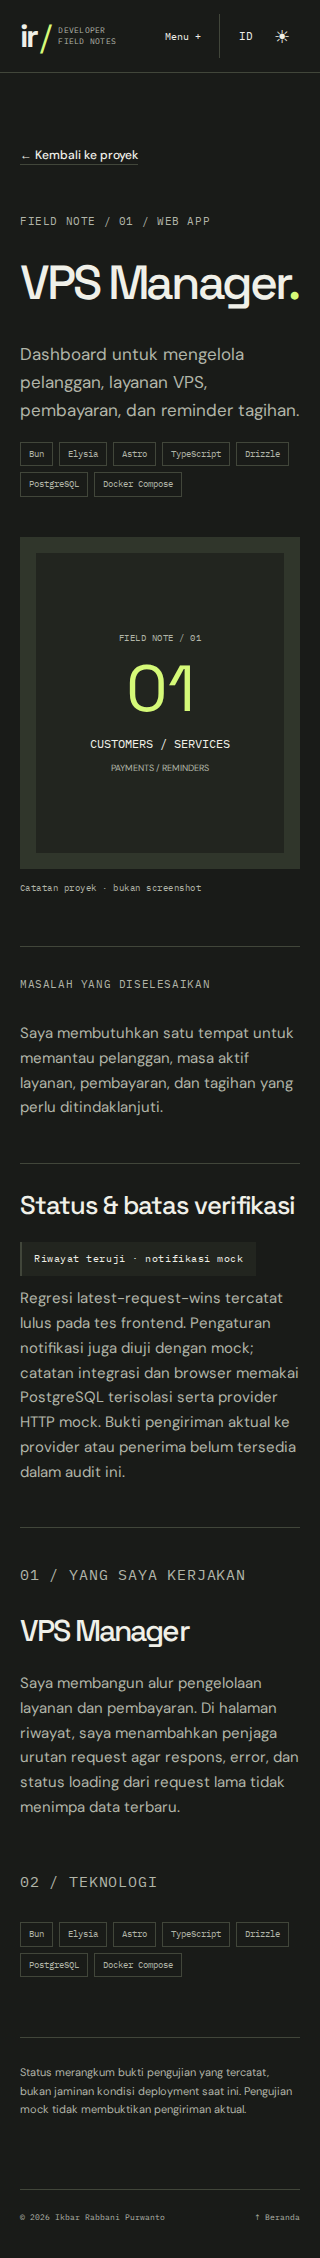 ir/ DEVELOPER FIELD NOTES Menu + ID ☀
← Kembali ke proyek
FIELD NOTE / 01 / WEB APP
VPS Manager.
Dashboard untuk mengelola
pelanggan, layanan VPS,
pembayaran, dan reminder tagihan.
Bun Elysia Astro TypeScript Drizzle
PostgreSQL Docker Compose
FIELD NOTE / 01
01
CUSTOMERS / SERVICES
PAYMENTS / REMINDERS
Catatan proyek · bukan screenshot
MASALAH YANG DISELESAIKAN
Saya membutuhkan satu tempat untuk
memantau pelanggan, masa aktif
layanan, pembayaran, dan tagihan yang
perlu ditindaklanjuti.
Status & batas verifikasi
Riwayat teruji · notifikasi mock
Regresi latest-request-wins tercatat
lulus pada tes frontend. Pengaturan
notifikasi juga diuji dengan mock;
catatan integrasi dan browser memakai
PostgreSQL terisolasi serta provider
HTTP mock. Bukti pengiriman aktual ke
provider atau penerima belum tersedia
dalam audit ini.
01 / YANG SAYA KERJAKAN
VPS Manager
Saya membangun alur pengelolaan
layanan dan pembayaran. Di halaman
riwayat, saya menambahkan penjaga
urutan request agar respons, error, dan
status loading dari request lama tidak
menimpa data terbaru.
02 / TEKNOLOGI
Bun Elysia Astro TypeScript Drizzle
PostgreSQL Docker Compose
Status merangkum bukti pengujian yang tercatat,
bukan jaminan kondisi deployment saat ini. Pengujian
mock tidak membuktikan pengiriman aktual.
© 2026 Ikbar Rabbani Purwanto ↑ Beranda